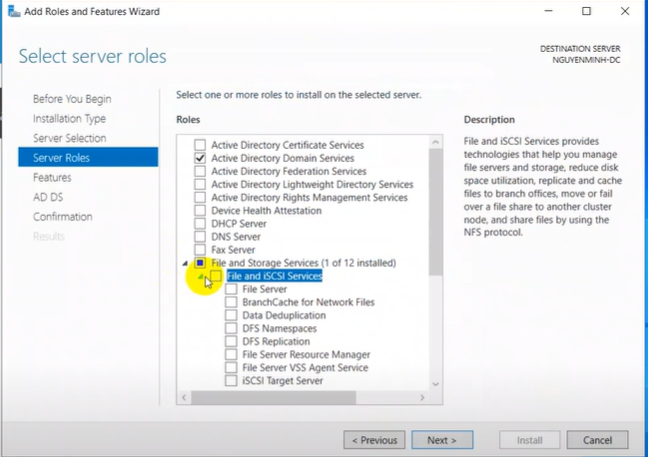 Add Roles and Features Wizard
Select server roles
DESTINATION SERVER
NGUYENMINH-DC
Before You Begin
Installation Type
Server Selection
Server Roles
Features
AD DS
Confirmation
Results
Select one or more roles to install on the selected server.
Roles
Active Directory Certificate Services
Active Directory Domain Services
Active Directory Federation Services
Active Directory Lightweight Directory Services
Active Directory Rights Management Services
Device Health Attestation
DHCP Server
DNS Server
Fax Server
File and Storage Services (1 of 12 installed)
File and iSCSI Services
File Server
BranchCache for Network Files
Data Deduplication
DFS Namespaces
DFS Replication
File Server Resource Manager
File Server VSS Agent Service
iSCSI Target Server
Description
File and iSCSI Services provides
technologies that help you manage
file servers and storage, reduce disk
space utilization, replicate and cache
files to branch offices, move or fail
over a file share to another cluster
node, and share files by using the
NFS protocol.
< Previous
Next >
Install
Cancel